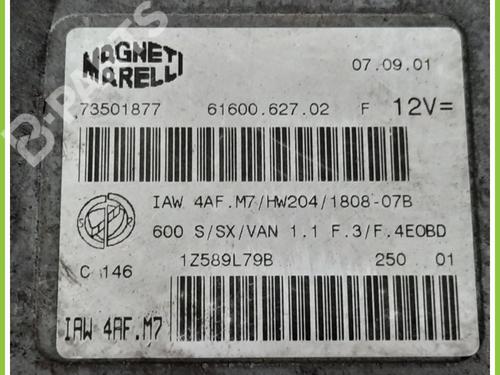 MAGNETI MARELLI
07.09.01
73501877 61600.627.02 F 12V=
IAW 4AF.M7/HW204/1808-07B
600 S/SX/VAN 1.1 F.3/F.4EOBD
1Z589L79B 250 01
C 146
IAW 4AF.M7
B-PARTS